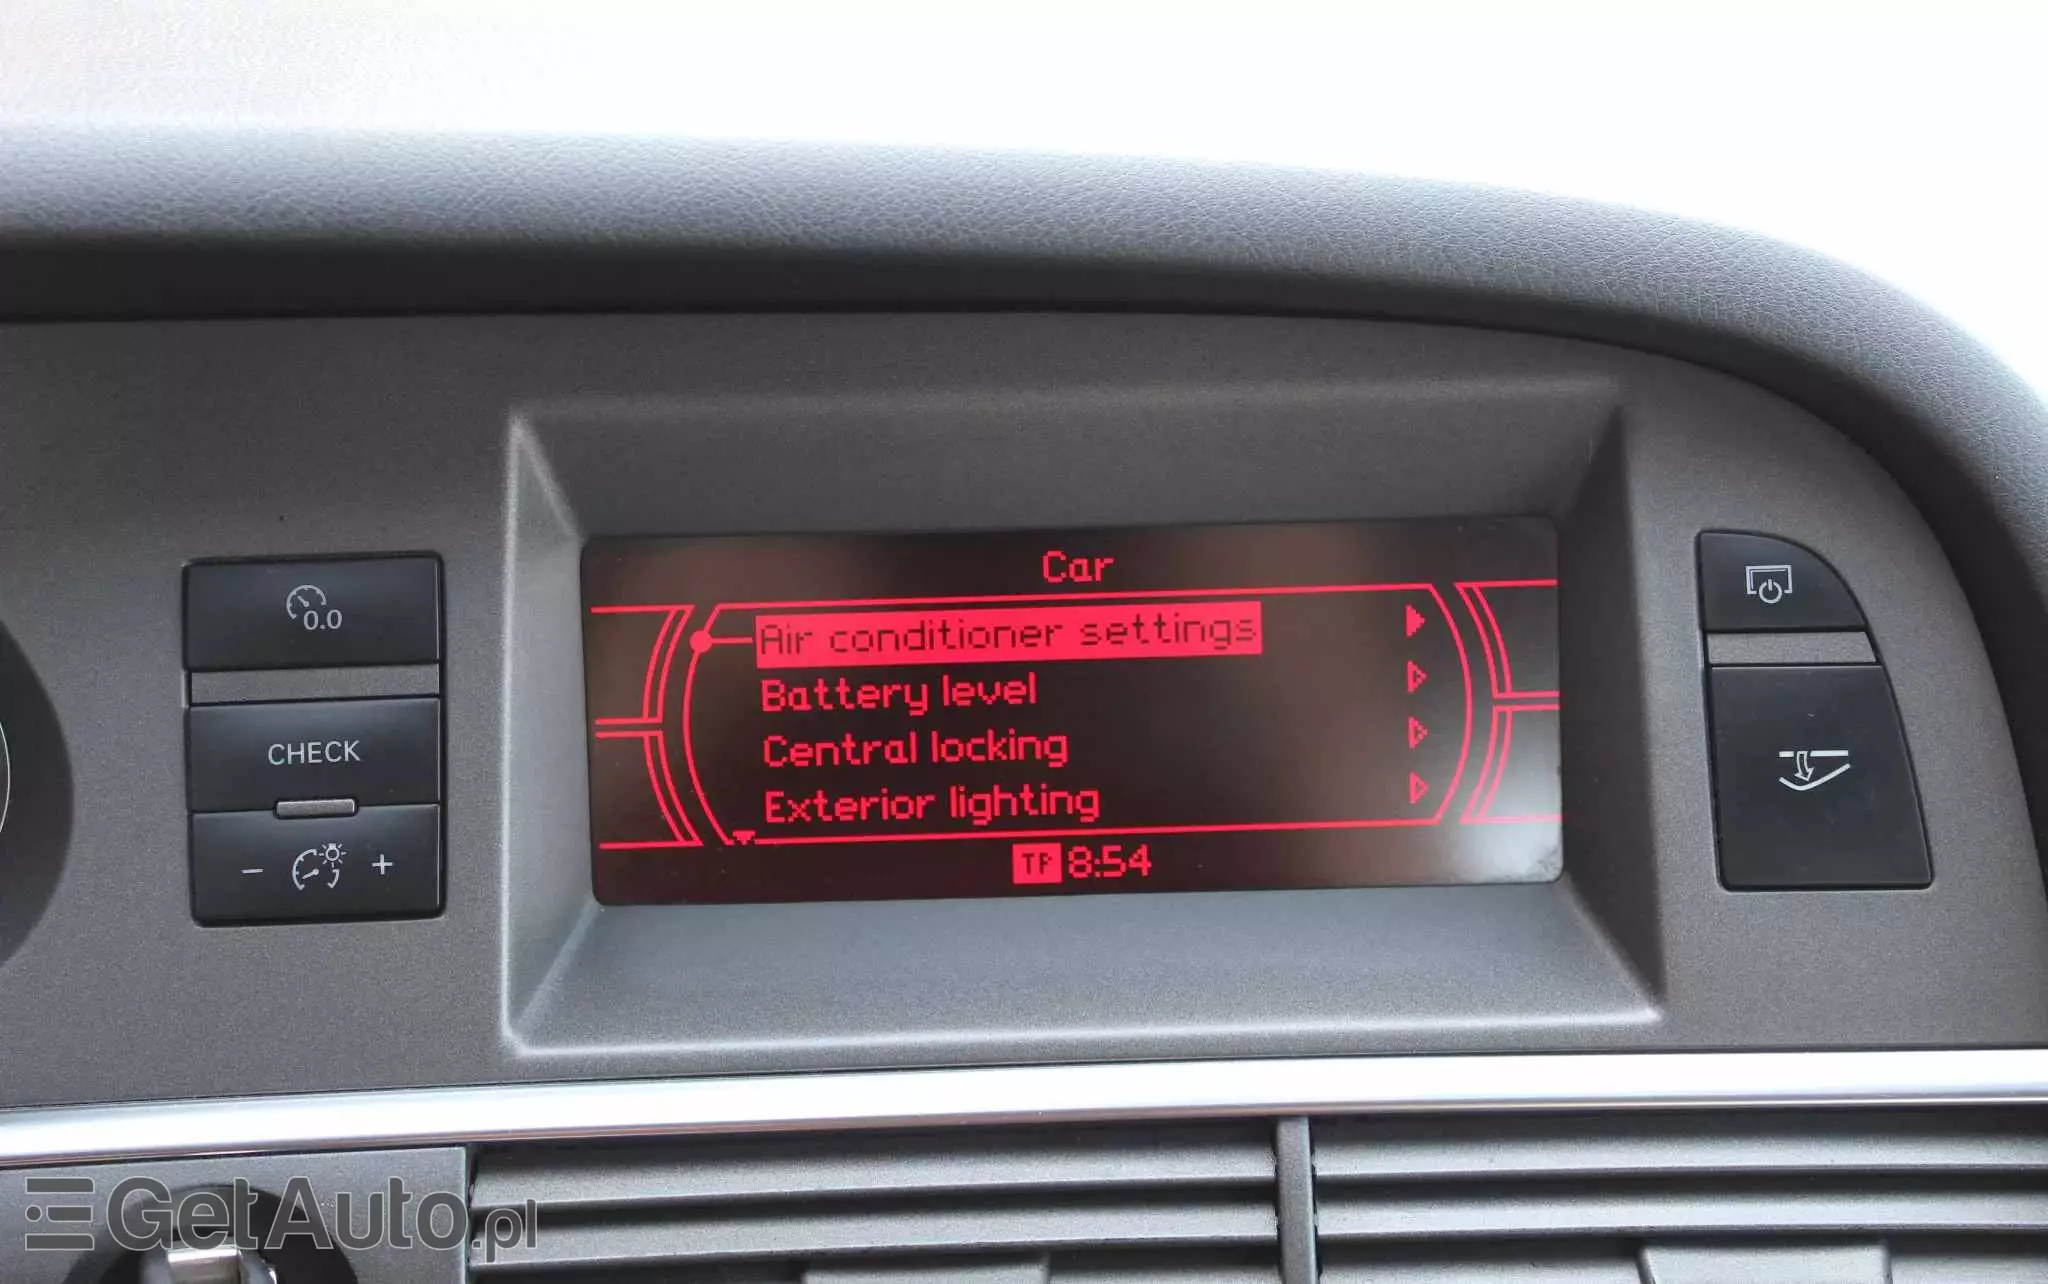 0.0
CHECK
- +
Car
Air conditioner settings
Battery level
Central locking
Exterior lighting
TP 8:54
GetAuto.pl